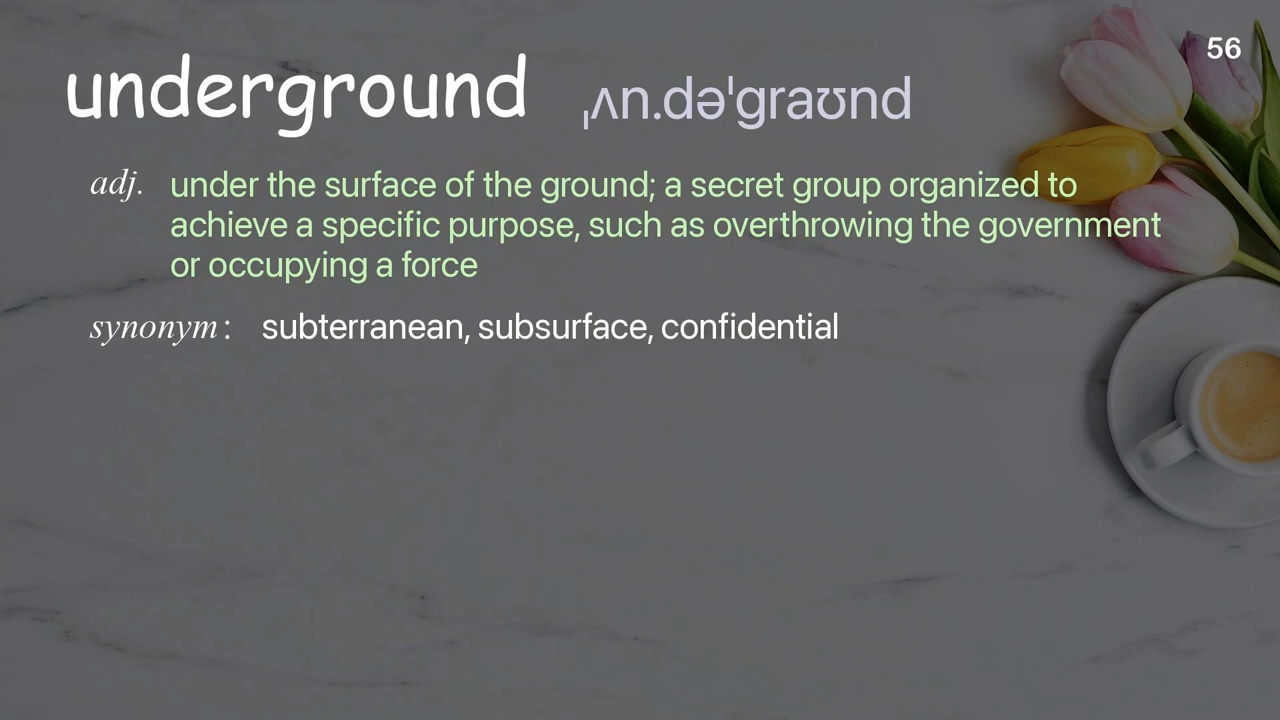 56
underground ˌʌn.dəˈgraʊnd
adj. under the surface of the ground; a secret group organized to
achieve a specific purpose, such as overthrowing the government
or occupying a force
synonym: subterranean, subsurface, confidential